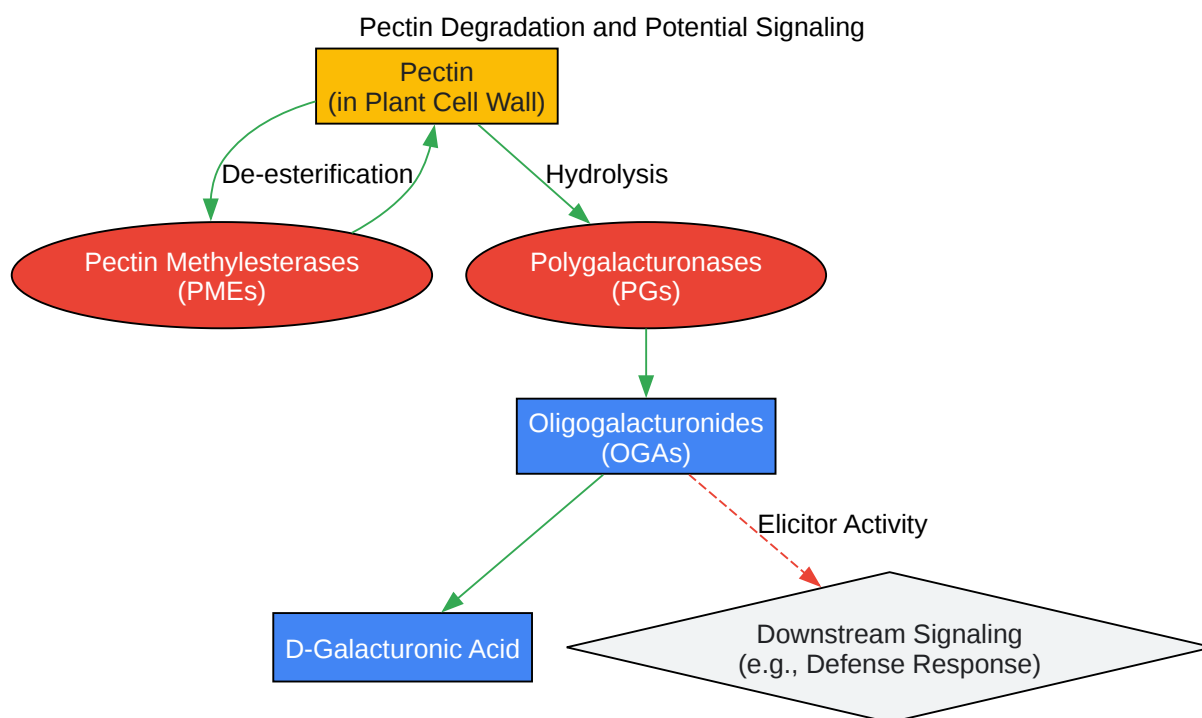 Pectin Degradation and Potential Signaling
Pectin
(in Plant Cell Wall)
De-esterification
Hydrolysis
Pectin Methylesterases
(PMEs)
Polygalacturonases
(PGs)
Oligogalacturonides
(OGAs)
Elicitor Activity
D-Galacturonic Acid
Downstream Signaling
(e.g., Defense Response)